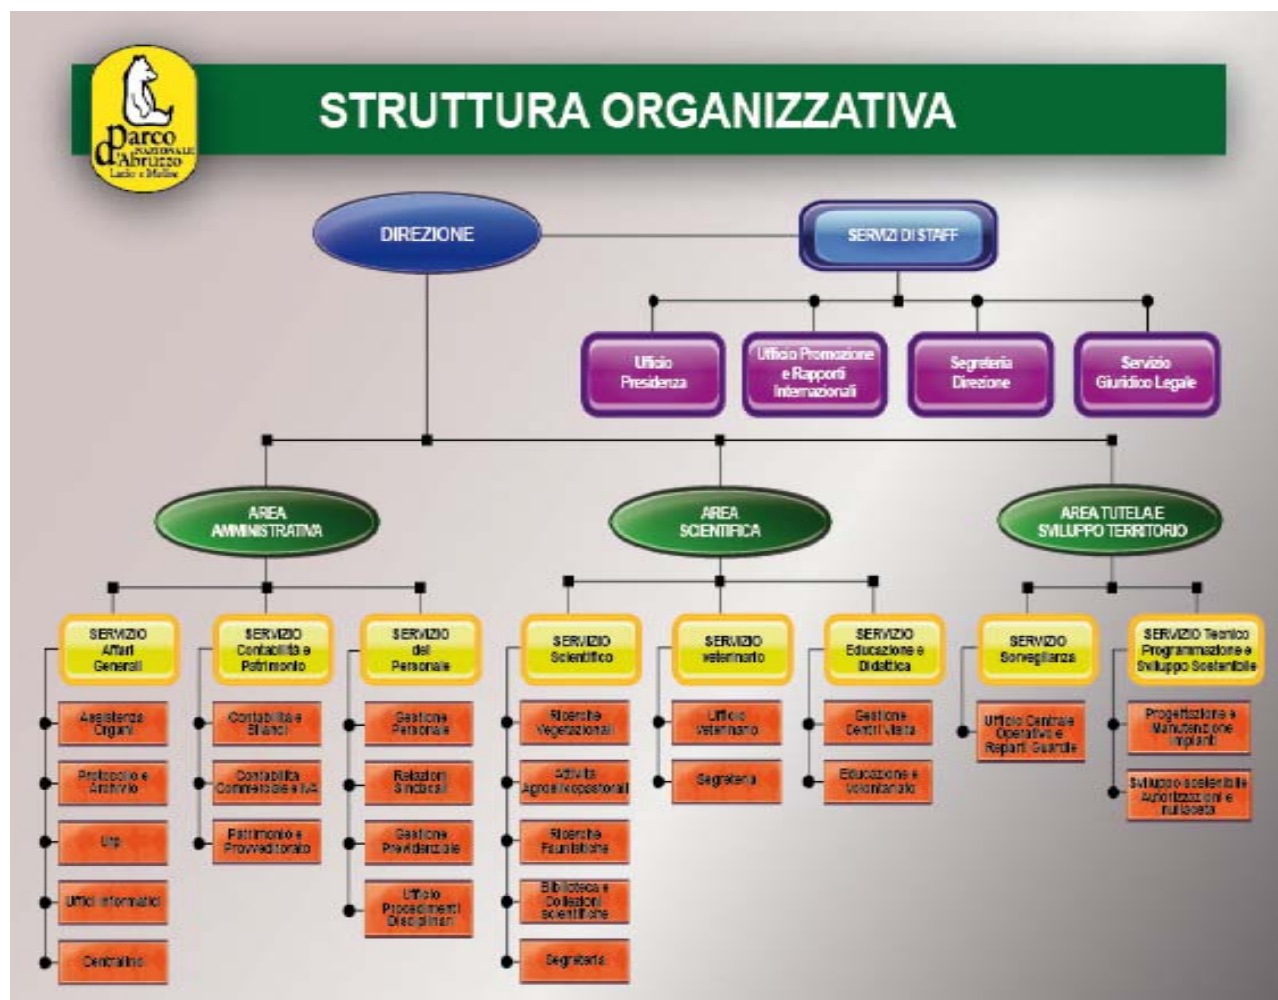 Parco
NAZIONALE
d'Abruzzo
Lazio e Molise
STRUTTURA ORGANIZZATIVA
DIREZIONE
SERVIZI DI STAFF
Ufficio
Presidenza
Ufficio Promozione
e Rapporti
Internazionali
Segreteria
Direzione
Servizio
Giuridico Legale
AREA
AMMINISTRATIVA
AREA
SCIENTIFICA
AREA TUTELA E
SVILUPPO TERRITORIO
SERVIZIO
Affari
Generali
Assistenza
Organi
Protocollo e
Archivio
Urp
Uffici Informatici
Centralino
SERVIZIO
Contabilità e
Patrimonio
Contabilità e
Bilanci
Contabilità
Commerciale e IVA
Patrimonio e
Provveditorato
SERVIZIO
del
Personale
Gestione
Personale
Relazioni
Sindacali
Gestione
Previdenziale
Ufficio
Procedimenti
Disciplinari
SERVIZIO
Scientifico
Ricerche
Vegetazionali
Attività
Agrosilvopastorali
Ricerche
Faunistiche
Biblioteca e
Collezioni
scientifiche
Segreteria
SERVIZIO
veterinario
Ufficio
veterinario
Segreteria
SERVIZIO
Educazione e
Didattica
Gestione
Centri Visita
Educazione e
Volontariato
SERVIZIO
Sorveglianza
Ufficio Centrale
Operativo e
Reparti Guardie
SERVIZIO Tecnico
Programmazione e
Sviluppo Sostenibile
Progettazione e
Manutenzione
Impianti
Sviluppo sostenibile
Autorizzazioni e
nullaosta